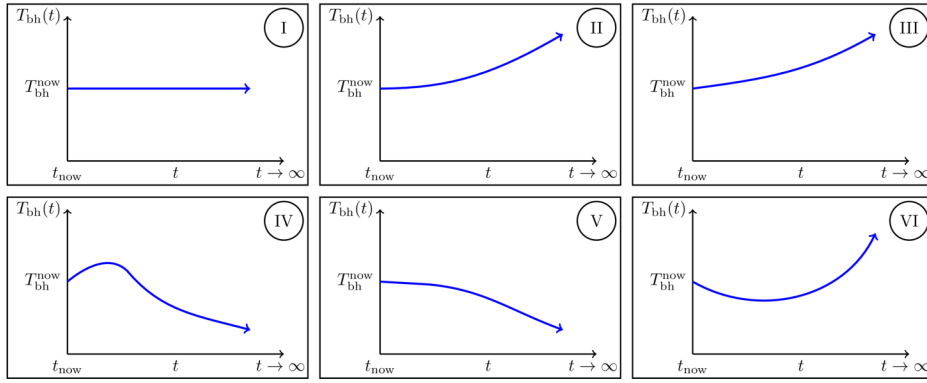 T_bh(t)
I
T_bh^now
t_now t t → ∞
T_bh(t)
II
T_bh^now
t_now t t → ∞
T_bh(t)
III
T_bh^now
t_now t t → ∞
T_bh(t)
IV
T_bh^now
t_now t t → ∞
T_bh(t)
V
T_bh^now
t_now t t → ∞
T_bh(t)
VI
T_bh^now
t_now t t → ∞